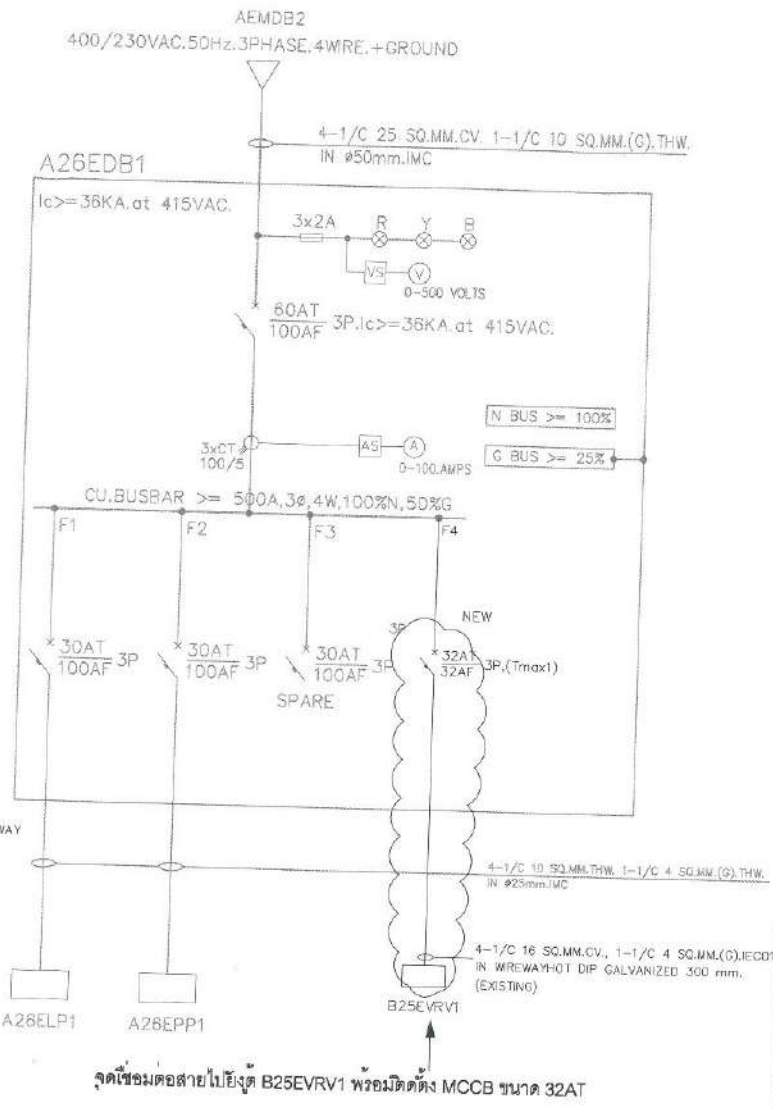 AEMDB2
400/230VAC.50Hz.3PHASE.4WIRE.+GROUND
4-1/C 25 SQ.MM.CV. 1-1/C 10 SQ.MM.(G).THW.
IN ø50mm.IMC
A26EDB1
Ic>=36KA.at 415VAC.
3x2A
R
Y
B
VS
V
0-500 VOLTS
60AT
100AF
3P.Ic>=36KA.at 415VAC.
N BUS >= 100%
3xCT
100/5
AS
A
0-100.AMPS
G BUS >= 25%
CU.BUSBAR >= 500A,3ø,4W,100%N,50%G
F1
F2
F3
F4
NEW
3P
30AT
100AF
3P
30AT
100AF
3P
30AT
100AF
3P
32AT
32AF
3P,(Tmax1)
SPARE
WAY
4-1/C 10 SQ.MM.THW. 1-1/C 4 SQ.MM.(G).THW.
IN ø25mm.IMC
4-1/C 16 SQ.MM.CV., 1-1/C 4 SQ.MM.(G).IEC01
IN WIREWAYHOT DIP GALVANIZED 300 mm.
(EXISTING)
A26ELP1
A26EPP1
B25EVRV1
จุดเชื่อมต่อสายไปยังตู้ B25EVRV1 พร้อมติดตั้ง MCCB ขนาด 32AT